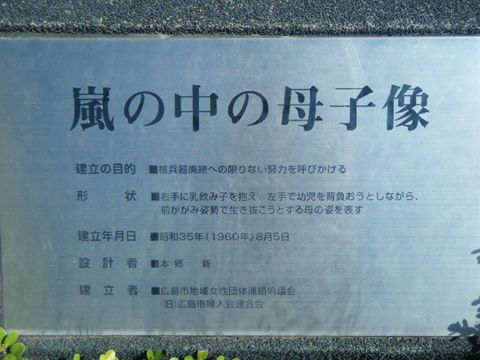 嵐の中の母子像
建立の目的 ■核兵器廃絶への限りない努力を呼びかける
形状 ■右手に乳飲み子を抱え、左手で幼児を背負おうとしながら、
前かがみ姿勢で生き抜こうとする母の姿を表す
建立年月日 ■昭和35年(1960年)8月5日
設計者 ■本郷 新
建立者 ■広島市地域女性団体連絡協議会
(旧)広島市婦人会連合会